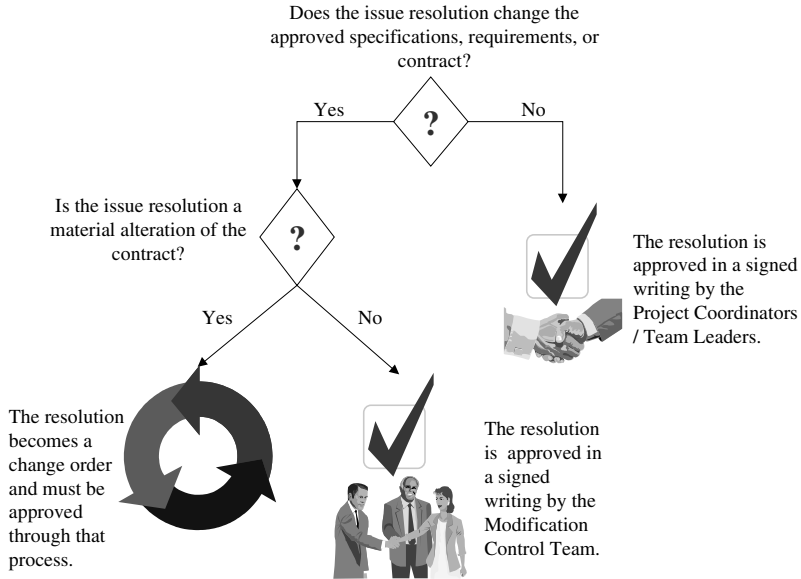 Does the issue resolution change the
approved specifications, requirements, or
contract?
Yes
?
No
Is the issue resolution a
material alteration of the
contract?
?
The resolution is
approved in a signed
writing by the
Project Coordinators
/ Team Leaders.
Yes
No
The resolution
becomes a
change order
and must be
approved
through that
process.
The resolution
is approved in
a signed
writing by the
Modification
Control Team.